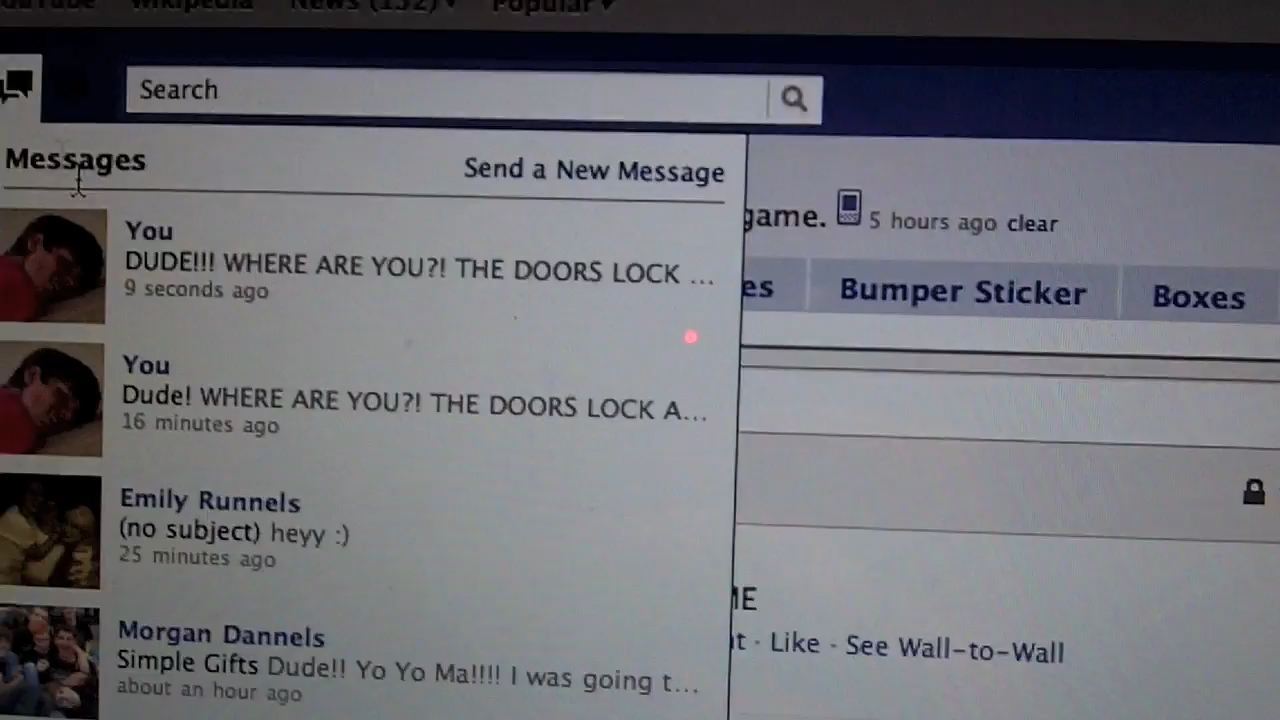 Wikipedia News (132) Popular
Search
Messages
Send a New Message
game. 5 hours ago clear
You
DUDE!!! WHERE ARE YOU?! THE DOORS LOCK ...
9 seconds ago
es Bumper Sticker Boxes
You
Dude! WHERE ARE YOU?! THE DOORS LOCK A...
16 minutes ago
Emily Runnels
(no subject) heyy :)
25 minutes ago
IE
Morgan Dannels
Simple Gifts Dude!! Yo Yo Ma!!!! I was going t...
about an hour ago
t · Like · See Wall-to-Wall